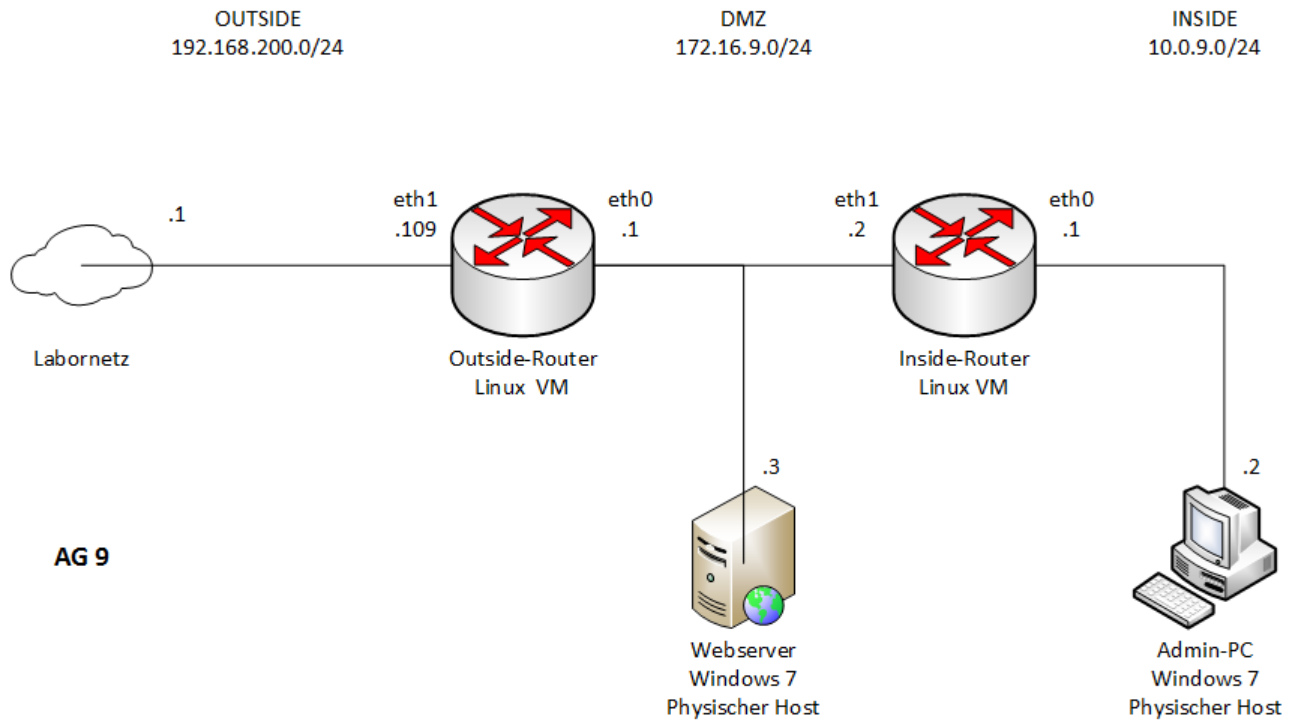 OUTSIDE
192.168.200.0/24
DMZ
172.16.9.0/24
INSIDE
10.0.9.0/24
.1
eth1
.109
eth0
.1
eth1
.2
eth0
.1
Labornetz
Outside-Router
Linux VM
Inside-Router
Linux VM
.3
.2
AG 9
Webserver
Windows 7
Physischer Host
Admin-PC
Windows 7
Physischer Host